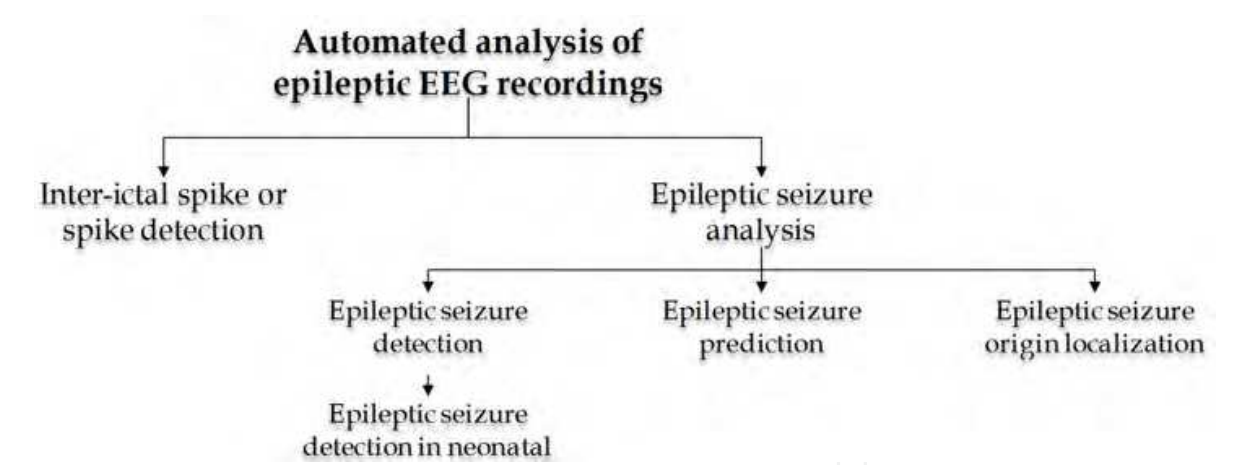 Automated analysis of
epileptic EEG recordings
Inter-ictal spike or
spike detection
Epileptic seizure
analysis
Epileptic seizure
detection
Epileptic seizure
prediction
Epileptic seizure
origin localization
Epileptic seizure
detection in neonatal